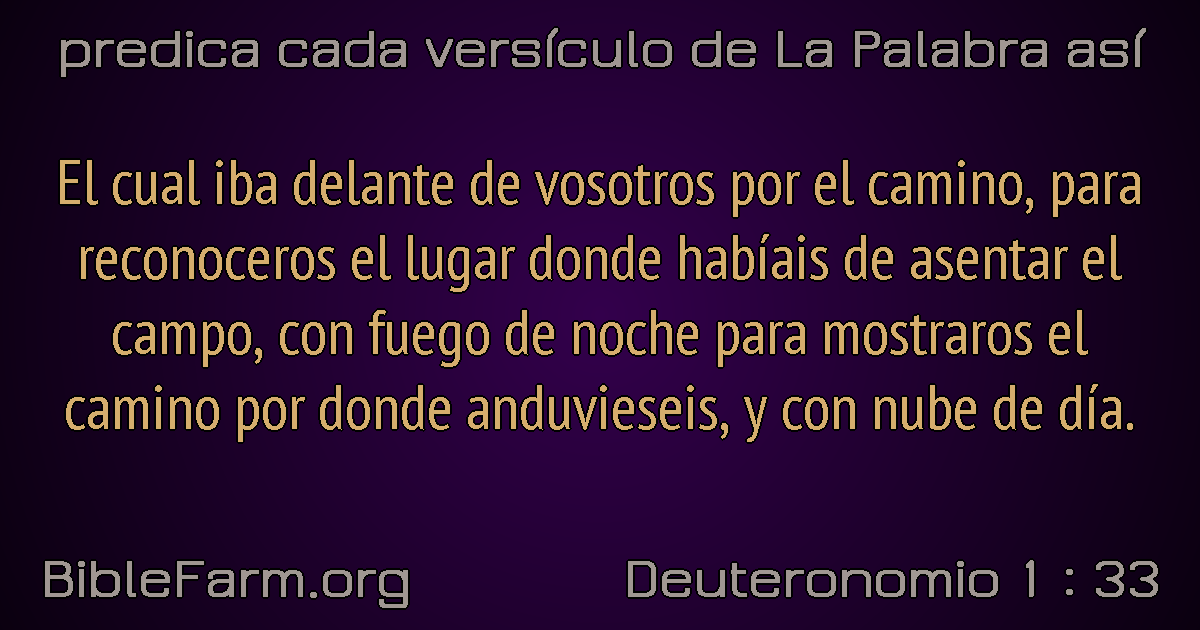 predica cada versículo de La Palabra así
El cual iba delante de vosotros por el camino, para
reconoceros el lugar donde habíais de asentar el
campo, con fuego de noche para mostraros el
camino por donde anduvieseis, y con nube de día.
BibleFarm.org
Deuteronomio 1 : 33